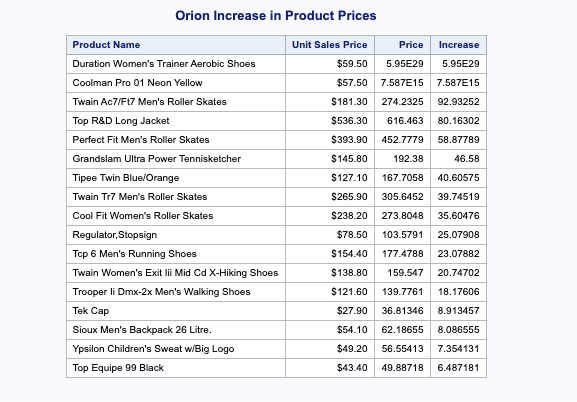 Orion Increase in Product Prices
Product Name Unit Sales Price Price Increase
Duration Women's Trainer Aerobic Shoes $59.50 5.95E29 5.95E29
Coolman Pro 01 Neon Yellow $57.50 7.587E15 7.587E15
Twain Ac7/Ft7 Men's Roller Skates $181.30 274.2325 92.93252
Top R&D Long Jacket $536.30 616.463 80.16302
Perfect Fit Men's Roller Skates $393.90 452.7779 58.87789
Grandslam Ultra Power Tennisketcher $145.80 192.38 46.58
Tipee Twin Blue/Orange $127.10 167.7058 40.60575
Twain Tr7 Men's Roller Skates $265.90 305.6452 39.74519
Cool Fit Women's Roller Skates $238.20 273.8048 35.60476
Regulator,Stopsign $78.50 103.5791 25.07908
Tcp 6 Men's Running Shoes $154.40 177.4788 23.07882
Twain Women's Exit Iii Mid Cd X-Hiking Shoes $138.80 159.547 20.74702
Trooper Ii Dmx-2x Men's Walking Shoes $121.60 139.7761 18.17606
Tek Cap $27.90 36.81346 8.913457
Sioux Men's Backpack 26 Litre. $54.10 62.18655 8.086555
Ypsilon Children's Sweat w/Big Logo $49.20 56.55413 7.354131
Top Equipe 99 Black $43.40 49.88718 6.487181